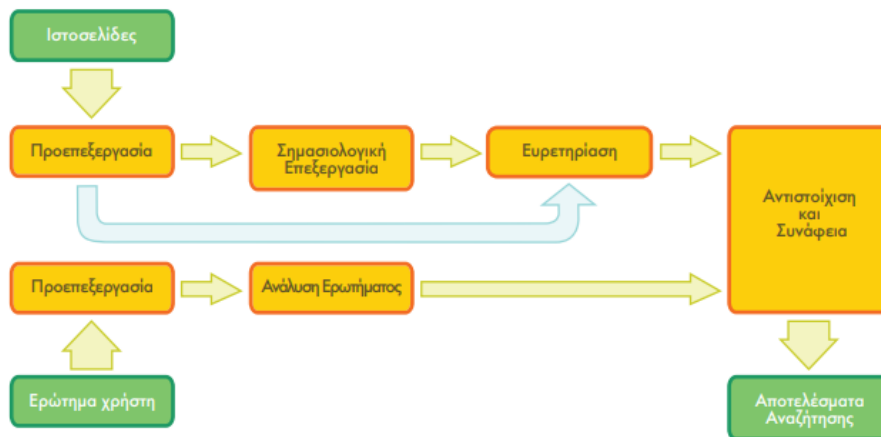 Ιστοσελίδες
Προεπεξεργασία
Σημασιολογική
Επεξεργασία
Ευρετηρίαση
Αντιστοίχιση
και
Συνάφεια
Προεπεξεργασία
Ανάλυση Ερωτήματος
Ερώτημα χρήστη
Αποτελέσματα
Αναζήτησης